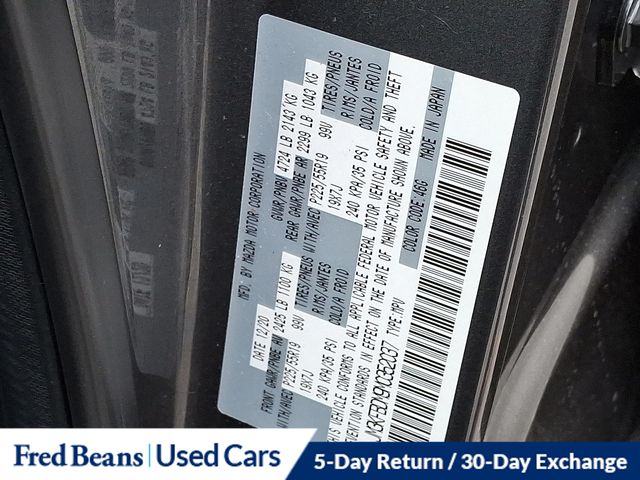 MFD. BY MAZDA MOTOR CORPORATION
DATE 12/20 GVWR/PNBV 4724 LB 2143 KG
FRONT GAWR/PNBE AV 2425 LB 1100 KG REAR GAWR/PNBE AR 2299 LB 1043 KG
WITH/AVEC P225/55R19 99V TIRES/PNEUS WITH/AVEC P225/55R19 99V TIRES/PNEUS
19X7J RIMS/JANTES 19X7J RIMS/JANTES
240 KPA/35 PSI COLD/A FROID 240 KPA/35 PSI COLD/A FROID
THIS VEHICLE CONFORMS TO ALL APPLICABLE FEDERAL MOTOR VEHICLE SAFETY AND THEFT
PREVENTION STANDARDS IN EFFECT ON THE DATE OF MANUFACTURE SHOWN ABOVE.
TYPE:MPV COLOR CODE:46G MADE IN JAPAN
Fred Beans Used Cars
5-Day Return / 30-Day Exchange